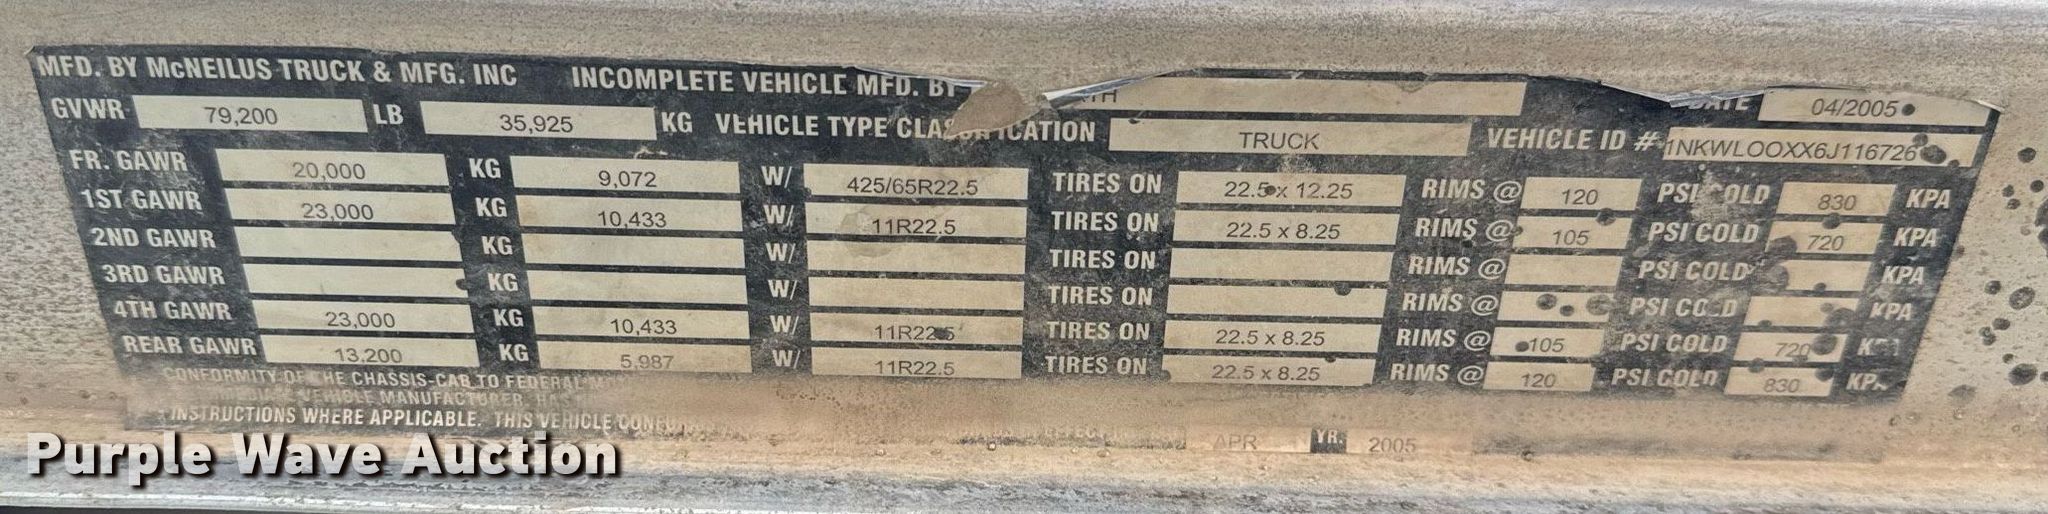 MFD. BY McNEILUS TRUCK & MFG. INC INCOMPLETE VEHICLE MFD. BY DATE 04/2005
GVWR 79,200 LB 35,925 KG VEHICLE TYPE CLASSIFICATION TRUCK VEHICLE ID # 1NKWLOOXX6J116726
FR. GAWR 20,000 KG 9,072 W/ 425/65R22.5 TIRES ON 22.5 x 12.25 RIMS @ 120 PSI COLD 830 KPA
1ST GAWR 23,000 KG 10,433 W/ 11R22.5 TIRES ON 22.5 x 8.25 RIMS @ 105 PSI COLD 720 KPA
2ND GAWR KG W/ TIRES ON RIMS @ PSI COLD KPA
3RD GAWR KG W/ TIRES ON RIMS @ PSI COLD KPA
4TH GAWR 23,000 KG 10,433 W/ 11R22.5 TIRES ON 22.5 x 8.25 RIMS @ 105 PSI COLD 720 KPA
REAR GAWR 13,200 KG 5,987 W/ 11R22.5 TIRES ON 22.5 x 8.25 RIMS @ 120 PSI COLD 830 KPA
CONFORMITY OF THE CHASSIS-CAB TO FEDERAL
VEHICLE MANUFACTURER, HAS
INSTRUCTIONS WHERE APPLICABLE. THIS VEHICLE
APR YR. 2005
Purple Wave Auction